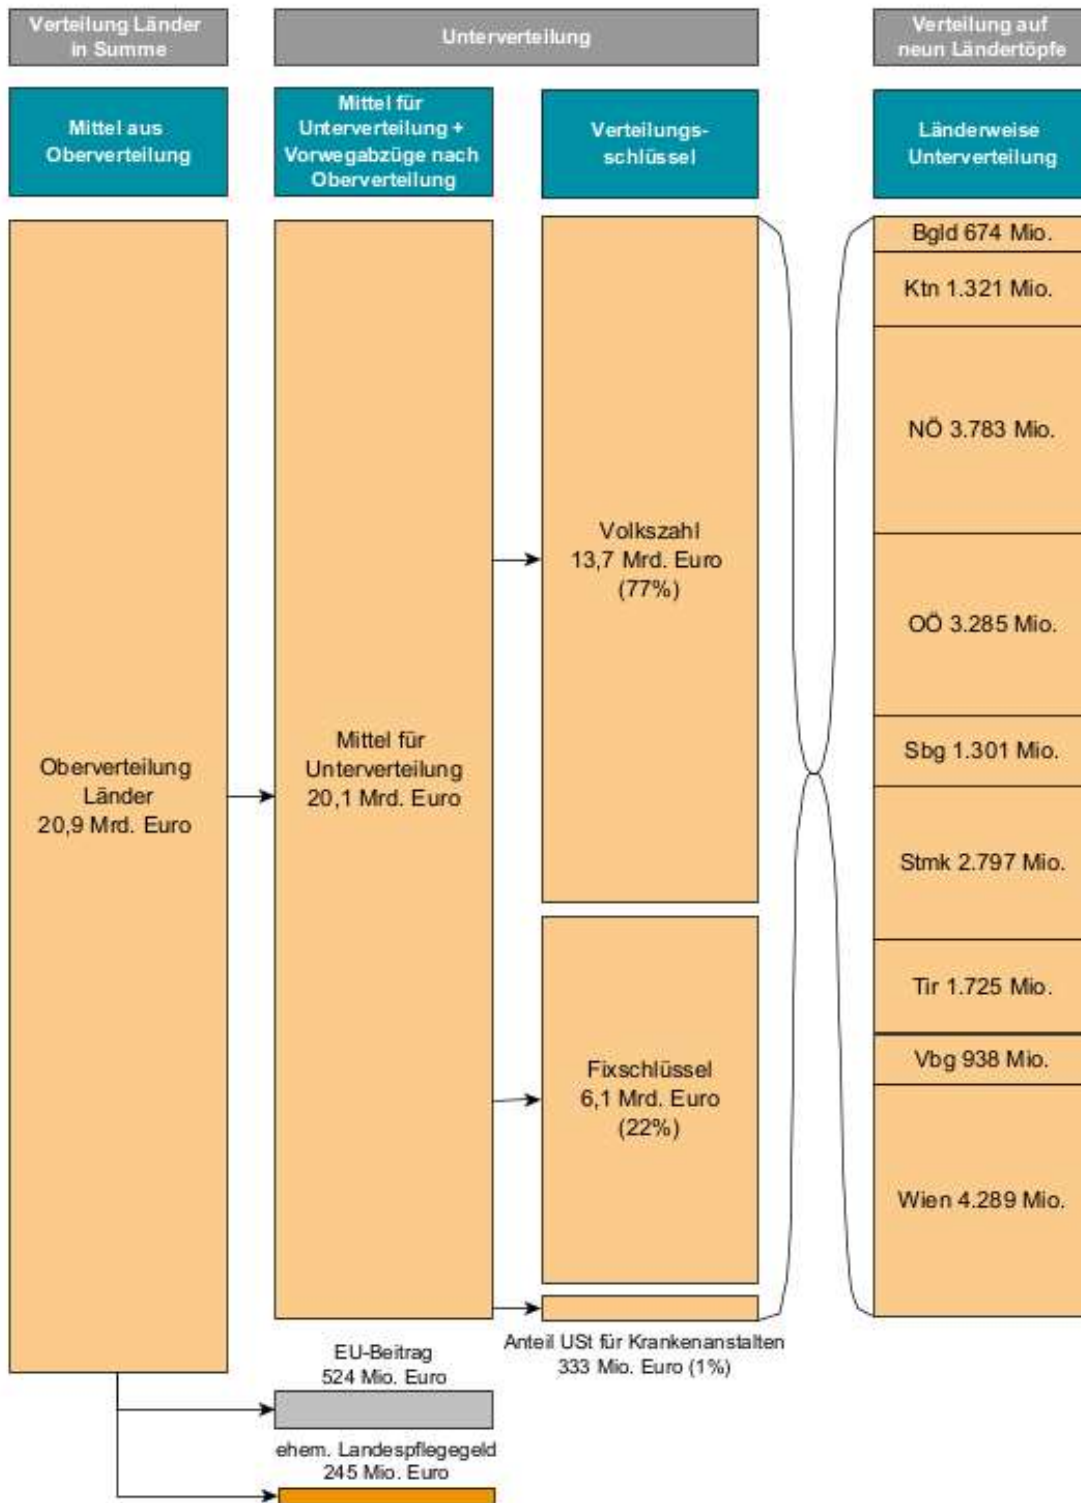 Verteilung Länder
in Summe
Unterverteilung
Verteilung auf
neun Ländertöpfe
Mittel aus
Oberverteilung
Mittel für
Unterverteilung +
Vorwegabzüge nach
Oberverteilung
Verteilungs-
schlüssel
Länderweise
Unterverteilung
Oberverteilung
Länder
20,9 Mrd. Euro
Mittel für
Unterverteilung
20,1 Mrd. Euro
Volkszahl
13,7 Mrd. Euro
(77%)
Fixschlüssel
6,1 Mrd. Euro
(22%)
Anteil USt für Krankenanstalten
333 Mio. Euro (1%)
Bgld 674 Mio.
Ktn 1.321 Mio.
NÖ 3.783 Mio.
OÖ 3.285 Mio.
Sbg 1.301 Mio.
Stmk 2.797 Mio.
Tir 1.725 Mio.
Vbg 938 Mio.
Wien 4.289 Mio.
EU-Beitrag
524 Mio. Euro
ehem. Landespflegegeld
245 Mio. Euro